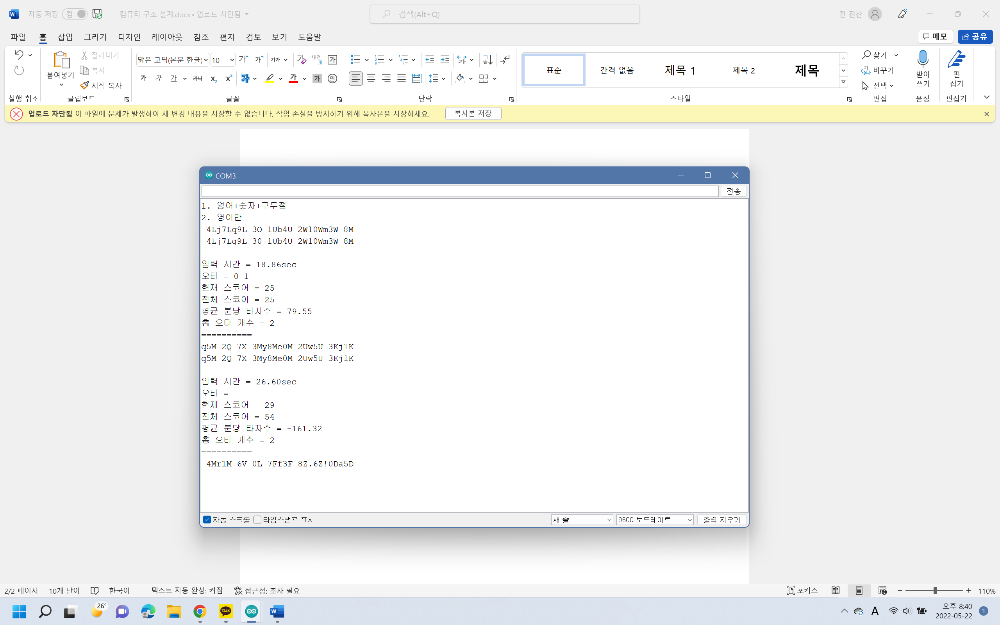 자동 저장 켬 컴퓨터 구조 설계.docx • 업로드 차단됨 검색(Alt+Q) 전 진찬
파일 홈 삽입 그리기 디자인 레이아웃 참조 편지 검토 보기 도움말 메모 공유
붙여넣기 잘라내기 복사 서식 복사
맑은 고딕(본문 한글) 10
표준 간격 없음 제목 1 제목 2 제목
찾기 바꾸기 선택
받아쓰기
편집기
실행 취소 클립보드 글꼴 단락 스타일 편집 음성 편집기
업로드 차단됨 이 파일에 문제가 발생하여 새 변경 내용을 저장할 수 없습니다. 작업 손실을 방지하기 위해 복사본을 저장하세요. 복사본 저장
COM3
전송
1. 영어+숫자+구두점
2. 영어만
4Lj7Lq9L 3O 1Ub4U 2Wl0Wm3W 8M
4Lj7Lq9L 30 1Ub4U 2W10Wm3W 8M
입력 시간 = 18.86sec
오타 = 0 1
현재 스코어 = 25
전체 스코어 = 25
평균 분당 타자수 = 79.55
총 오타 개수 = 2
==========
q5M 2Q 7X 3My8Me0M 2Uw5U 3Kj1K
q5M 2Q 7X 3My8Me0M 2Uw5U 3Kj1K
입력 시간 = 26.60sec
오타 =
현재 스코어 = 29
전체 스코어 = 54
평균 분당 타자수 = -161.32
총 오타 개수 = 2
==========
4Mr1M 6V 0L 7Ff3F 8Z.6Z!0Da5D
자동 스크롤 타임스탬프 표시 새 줄 9600 보드레이트 출력 지우기
2/2 페이지 10개 단어 한국어 텍스트 자동 완성: 켜짐 접근성: 조사 필요 포커스 110%
26° TALK A 오후 8:40
2022-05-22 1